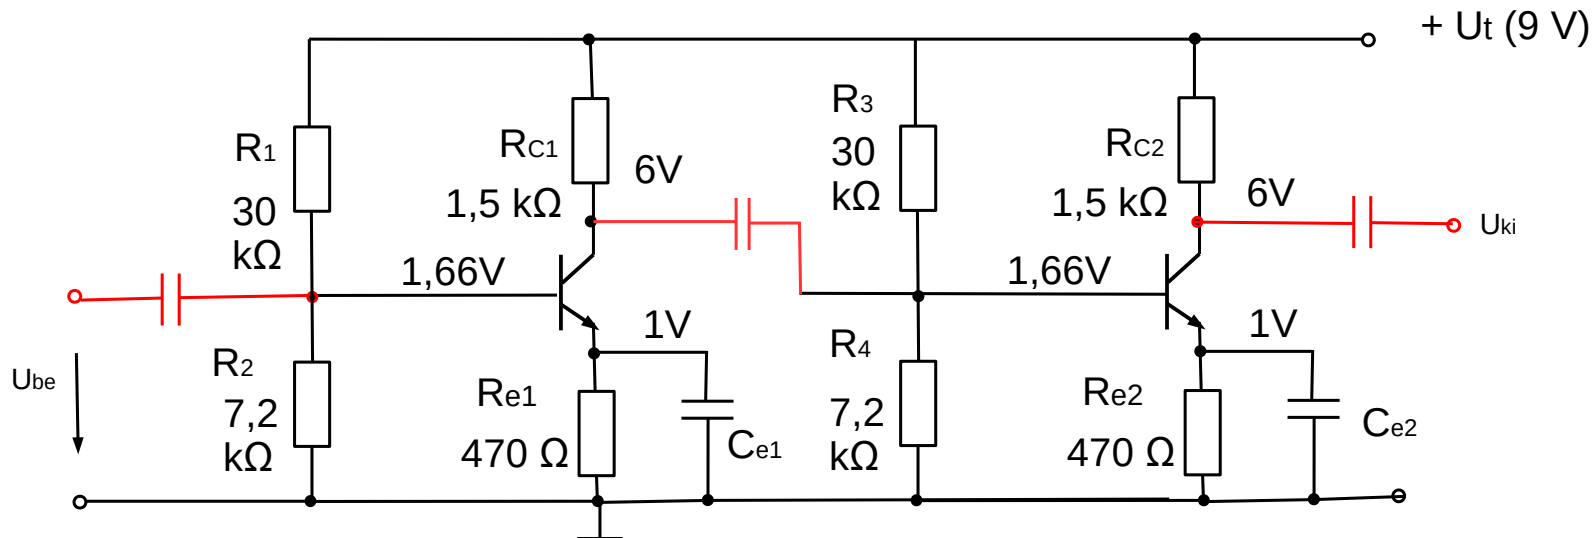 + Ut (9 V)
R1
30
kΩ
RC1
1,5 kΩ
6V
R3
30
kΩ
RC2
1,5 kΩ
6V
Uki
1,66V
1,66V
1V
1V
Ube
R2
7,2
kΩ
Re1
470 Ω
Ce1
R4
7,2
kΩ
Re2
470 Ω
Ce2